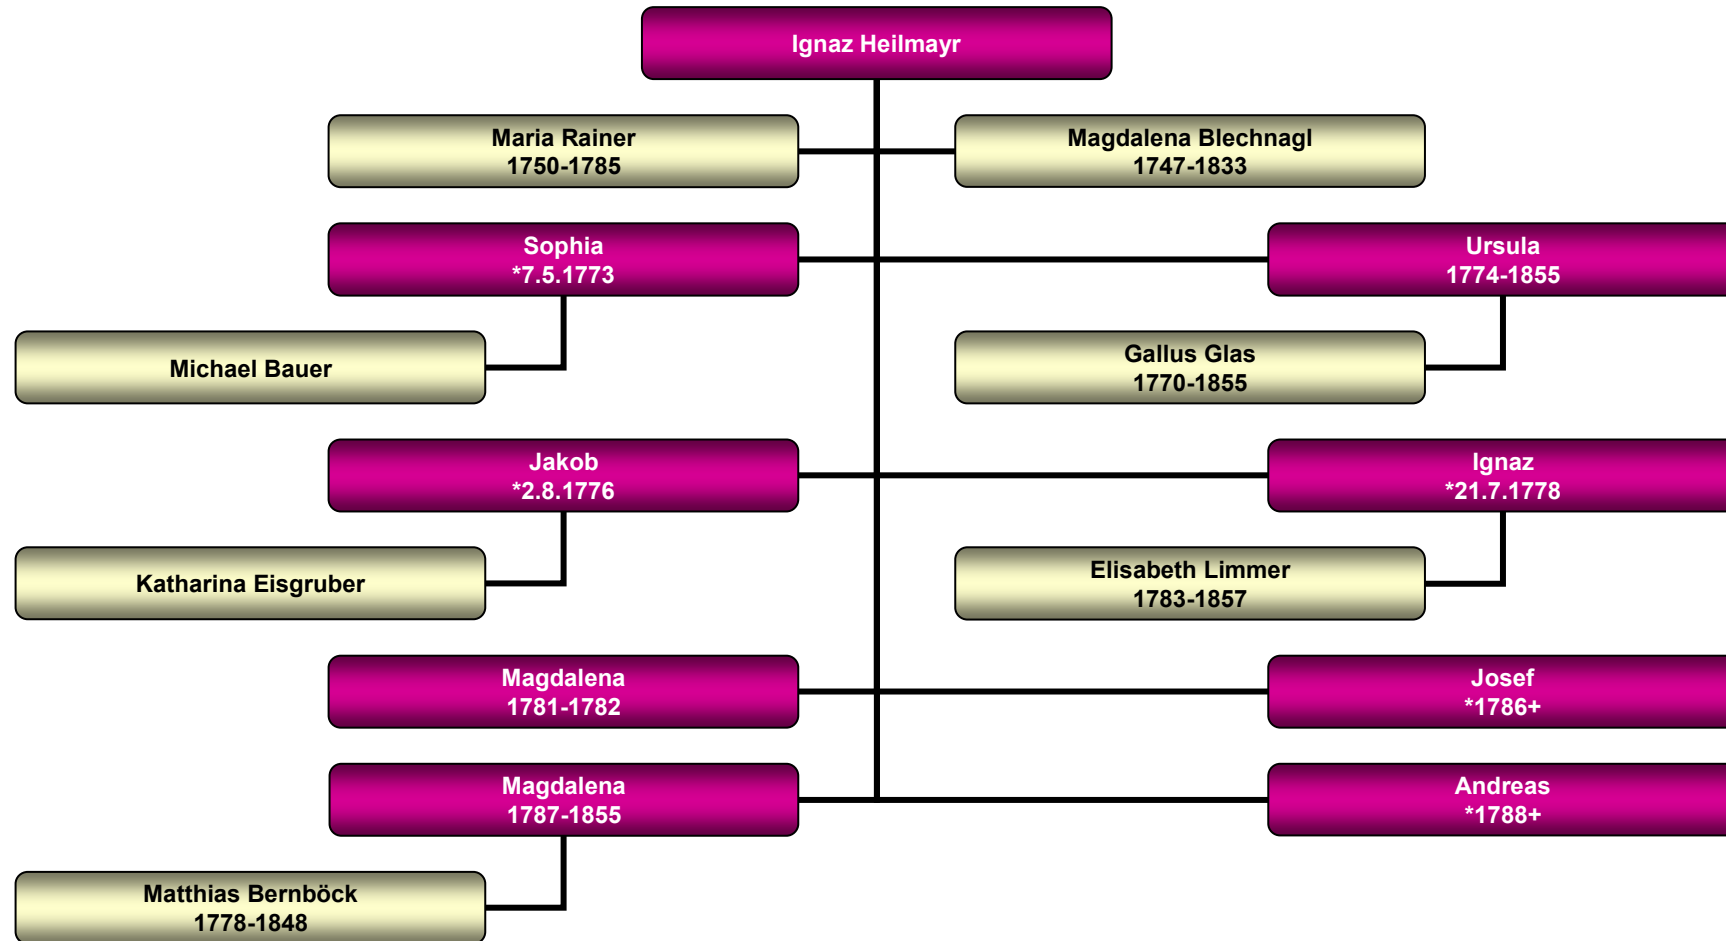 Ignaz Heilmayr
Maria Rainer
1750-1785
Magdalena Blechnagl
1747-1833
Sophia
*7.5.1773
Ursula
1774-1855
Michael Bauer
Gallus Glas
1770-1855
Jakob
*2.8.1776
Ignaz
*21.7.1778
Katharina Eisgruber
Elisabeth Limmer
1783-1857
Magdalena
1781-1782
Josef
*1786+
Magdalena
1787-1855
Andreas
*1788+
Matthias Bernböck
1778-1848